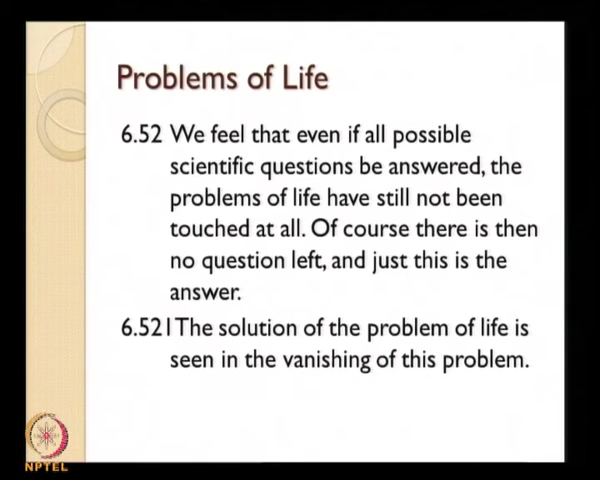 Problems of Life
6.52 We feel that even if all possible
scientific questions be answered, the
problems of life have still not been
touched at all. Of course there is then
no question left, and just this is the
answer.
6.521 The solution of the problem of life is
seen in the vanishing of this problem.
NPTEL